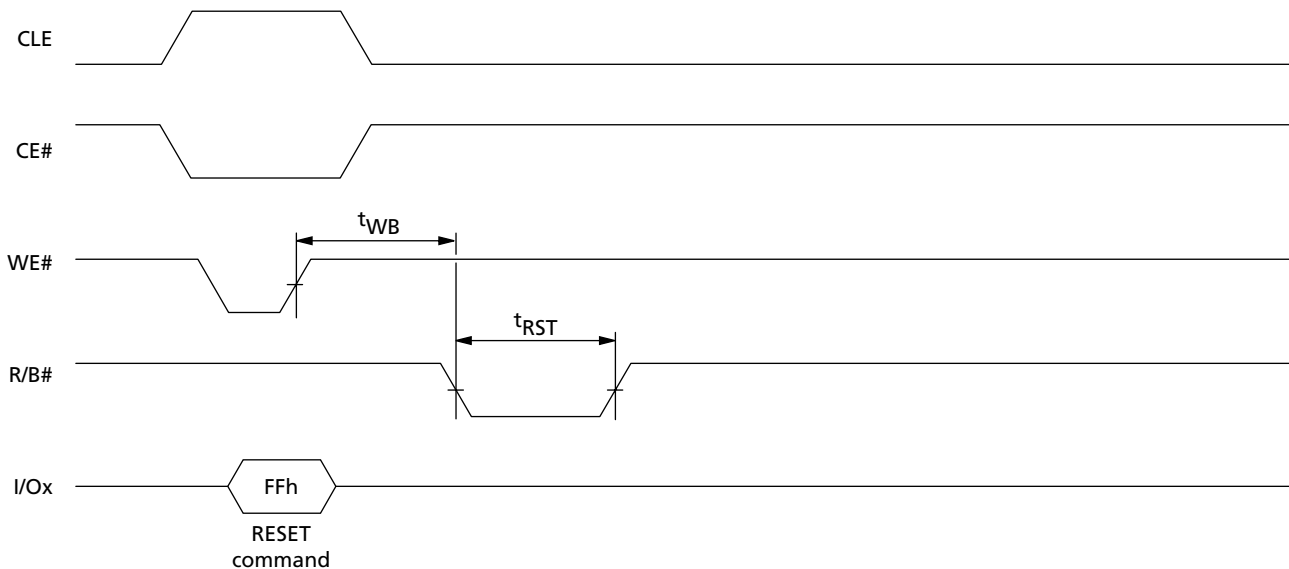 CLE
CE#
tWB
WE#
tRST
R/B#
I/Ox
FFh
RESET
command